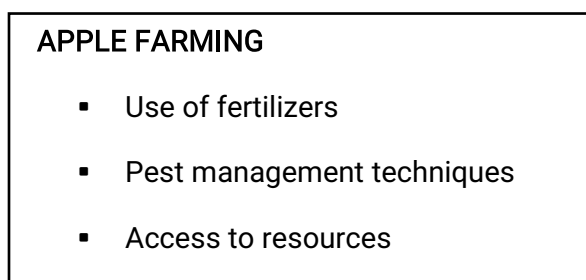 APPLE FARMING
▪ Use of fertilizers
▪ Pest management techniques
▪ Access to resources